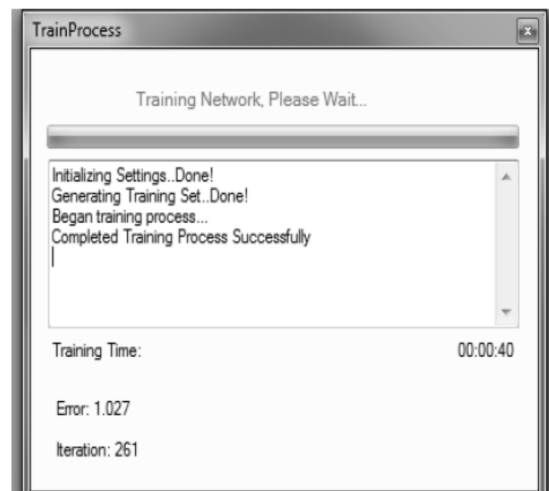 TrainProcess
Training Network, Please Wait...
Initializing Settings..Done!
Generating Training Set..Done!
Began training process...
Completed Training Process Successfully
Training Time: 00:00:40
Error: 1.027
Iteration: 261